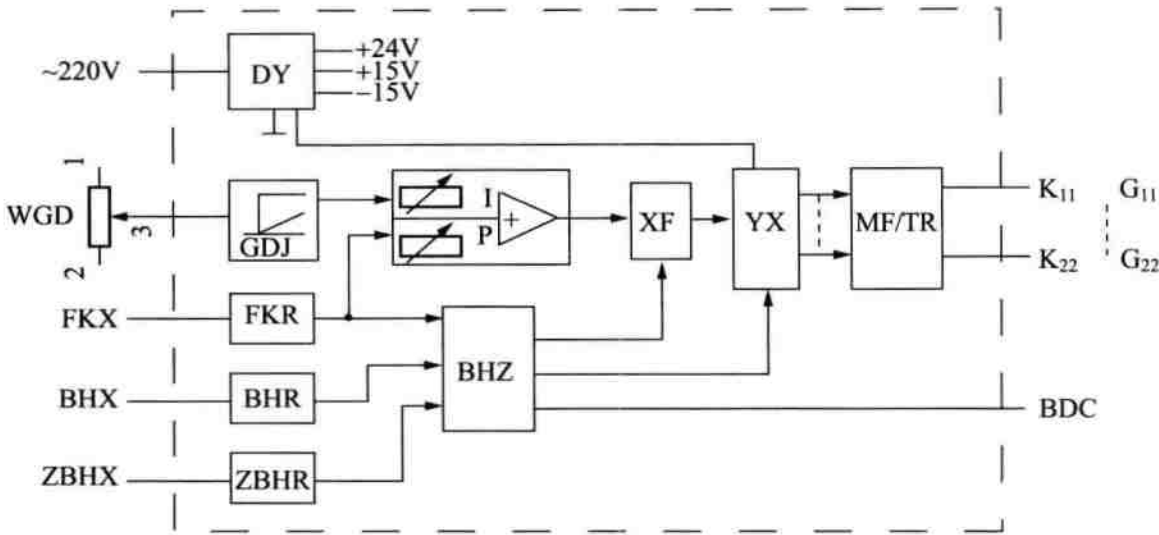 ~220V
DY
+24V
+15V
−15V
WGD
1
3
2
GDJ
I
P
+
XF
YX
MF/TR
K₁₁
G₁₁
K₂₂
G₂₂
FKX
FKR
BHX
BHR
BHZ
BDC
ZBHX
ZBHR